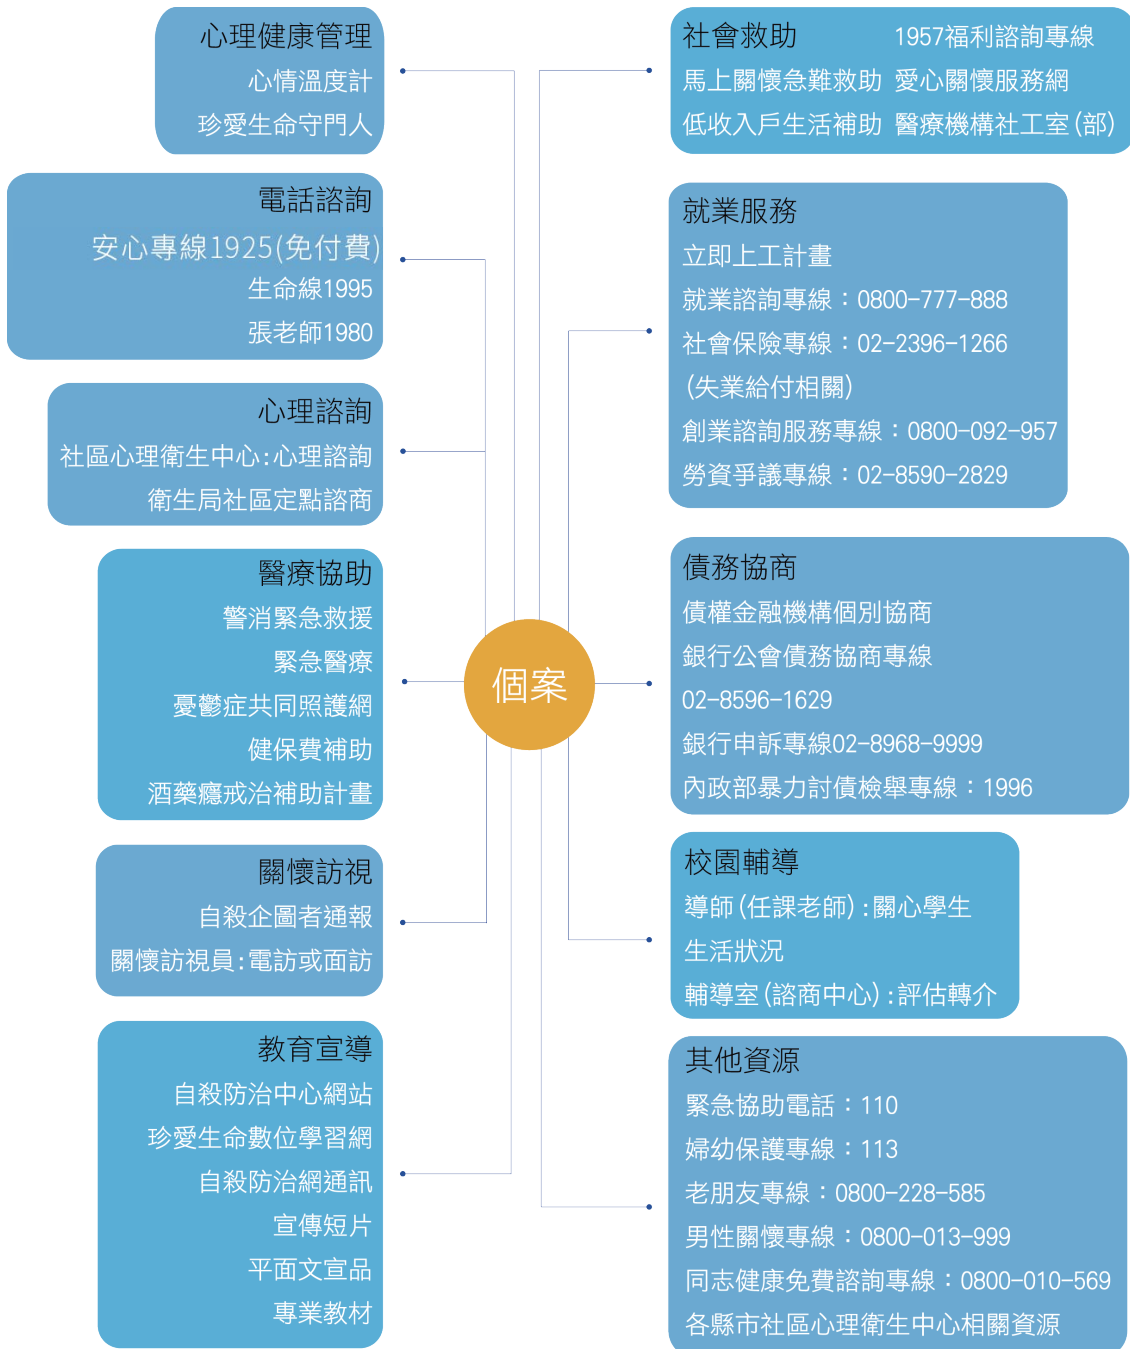 心理健康管理
心情溫度計
珍愛生命守門人
電話諮詢
安心專線1925(免付費)
生命線1995
張老師1980
心理諮詢
社區心理衛生中心:心理諮詢
衛生局社區定點諮商
醫療協助
警消緊急救援
緊急醫療
憂鬱症共同照護網
健保費補助
酒藥癮戒治補助計畫
關懷訪視
自殺企圖者通報
關懷訪視員:電訪或面訪
教育宣導
自殺防治中心網站
珍愛生命數位學習網
自殺防治網通訊
宣傳短片
平面文宣品
專業教材
個案
社會救助 1957福利諮詢專線
馬上關懷急難救助 愛心關懷服務網
低收入戶生活補助 醫療機構社工室(部)
就業服務
立即上工計畫
就業諮詢專線：0800-777-888
社會保險專線：02-2396-1266
(失業給付相關)
創業諮詢服務專線：0800-092-957
勞資爭議專線：02-8590-2829
債務協商
債權金融機構個別協商
銀行公會債務協商專線
02-8596-1629
銀行申訴專線02-8968-9999
內政部暴力討債檢舉專線：1996
校園輔導
導師(任課老師):關心學生
生活狀況
輔導室(諮商中心):評估轉介
其他資源
緊急協助電話：110
婦幼保護專線：113
老朋友專線：0800-228-585
男性關懷專線：0800-013-999
同志健康免費諮詢專線：0800-010-569
各縣市社區心理衛生中心相關資源